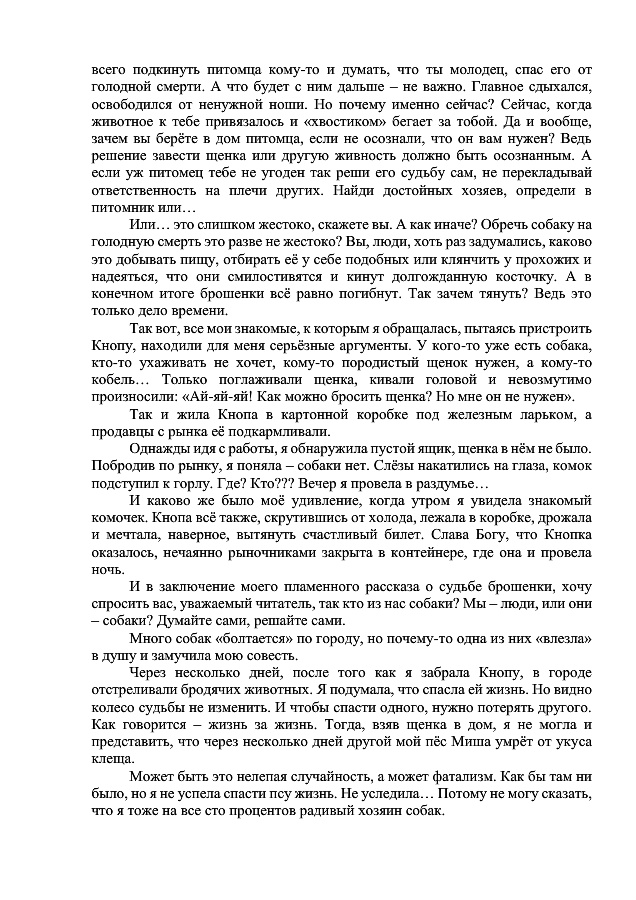 всего подкинуть питомца кому-то и думать, что ты молодец, спас его от
голодной смерти. А что будет с ним дальше – не важно. Главное сдыхался,
освободился от ненужной ноши. Но почему именно сейчас? Сейчас, когда
животное к тебе привязалось и «хвостиком» бегает за тобой. Да и вообще,
зачем вы берёте в дом питомца, если не осознали, что он вам нужен? Ведь
решение завести щенка или другую живность должно быть осознанным. А
если уж питомец тебе не угоден так реши его судьбу сам, не перекладывай
ответственность на плечи других. Найди достойных хозяев, определи в
питомник или…
Или… это слишком жестоко, скажете вы. А как иначе? Обречь собаку на
голодную смерть это разве не жестоко? Вы, люди, хоть раз задумались, каково
это добывать пищу, отбирать её у себе подобных или клянчить у прохожих и
надеяться, что они смилостивятся и кинут долгожданную косточку. А в
конечном итоге брошенки всё равно погибнут. Так зачем тянуть? Ведь это
только дело времени.
Так вот, все мои знакомые, к которым я обращалась, пытаясь пристроить
Кнопу, находили для меня серьёзные аргументы. У кого-то уже есть собака,
кто-то ухаживать не хочет, кому-то породистый щенок нужен, а кому-то
кобель… Только поглаживали щенка, кивали головой и невозмутимо
произносили: «Ай-яй-яй! Как можно бросить щенка? Но мне он не нужен».
Так и жила Кнопа в картонной коробке под железным ларьком, а
продавцы с рынка её подкармливали.
Однажды идя с работы, я обнаружила пустой ящик, щенка в нём не было.
Побродив по рынку, я поняла – собаки нет. Слёзы накатились на глаза, комок
подступил к горлу. Где? Кто??? Вечер я провела в раздумье…
И каково же было моё удивление, когда утром я увидела знакомый
комочек. Кнопа всё также, скрутившись от холода, лежала в коробке, дрожала
и мечтала, наверное, вытянуть счастливый билет. Слава Богу, что Кнопка
оказалось, нечаянно рыночниками закрыта в контейнере, где она и провела
ночь.
И в заключение моего пламенного рассказа о судьбе брошенки, хочу
спросить вас, уважаемый читатель, так кто из нас собаки? Мы – люди, или они
– собаки? Думайте сами, решайте сами.
Много собак «болтается» по городу, но почему-то одна из них «влезла»
в душу и замучила мою совесть.
Через несколько дней, после того как я забрала Кнопу, в городе
отстреливали бродячих животных. Я подумала, что спасла ей жизнь. Но видно
колесо судьбы не изменить. И чтобы спасти одного, нужно потерять другого.
Как говорится – жизнь за жизнь. Тогда, взяв щенка в дом, я не могла и
представить, что через несколько дней другой мой пёс Миша умрёт от укуса
клеща.
Может быть это нелепая случайность, а может фатализм. Как бы там ни
было, но я не успела спасти псу жизнь. Не уследила… Потому не могу сказать,
что я тоже на все сто процентов радивый хозяин собак.